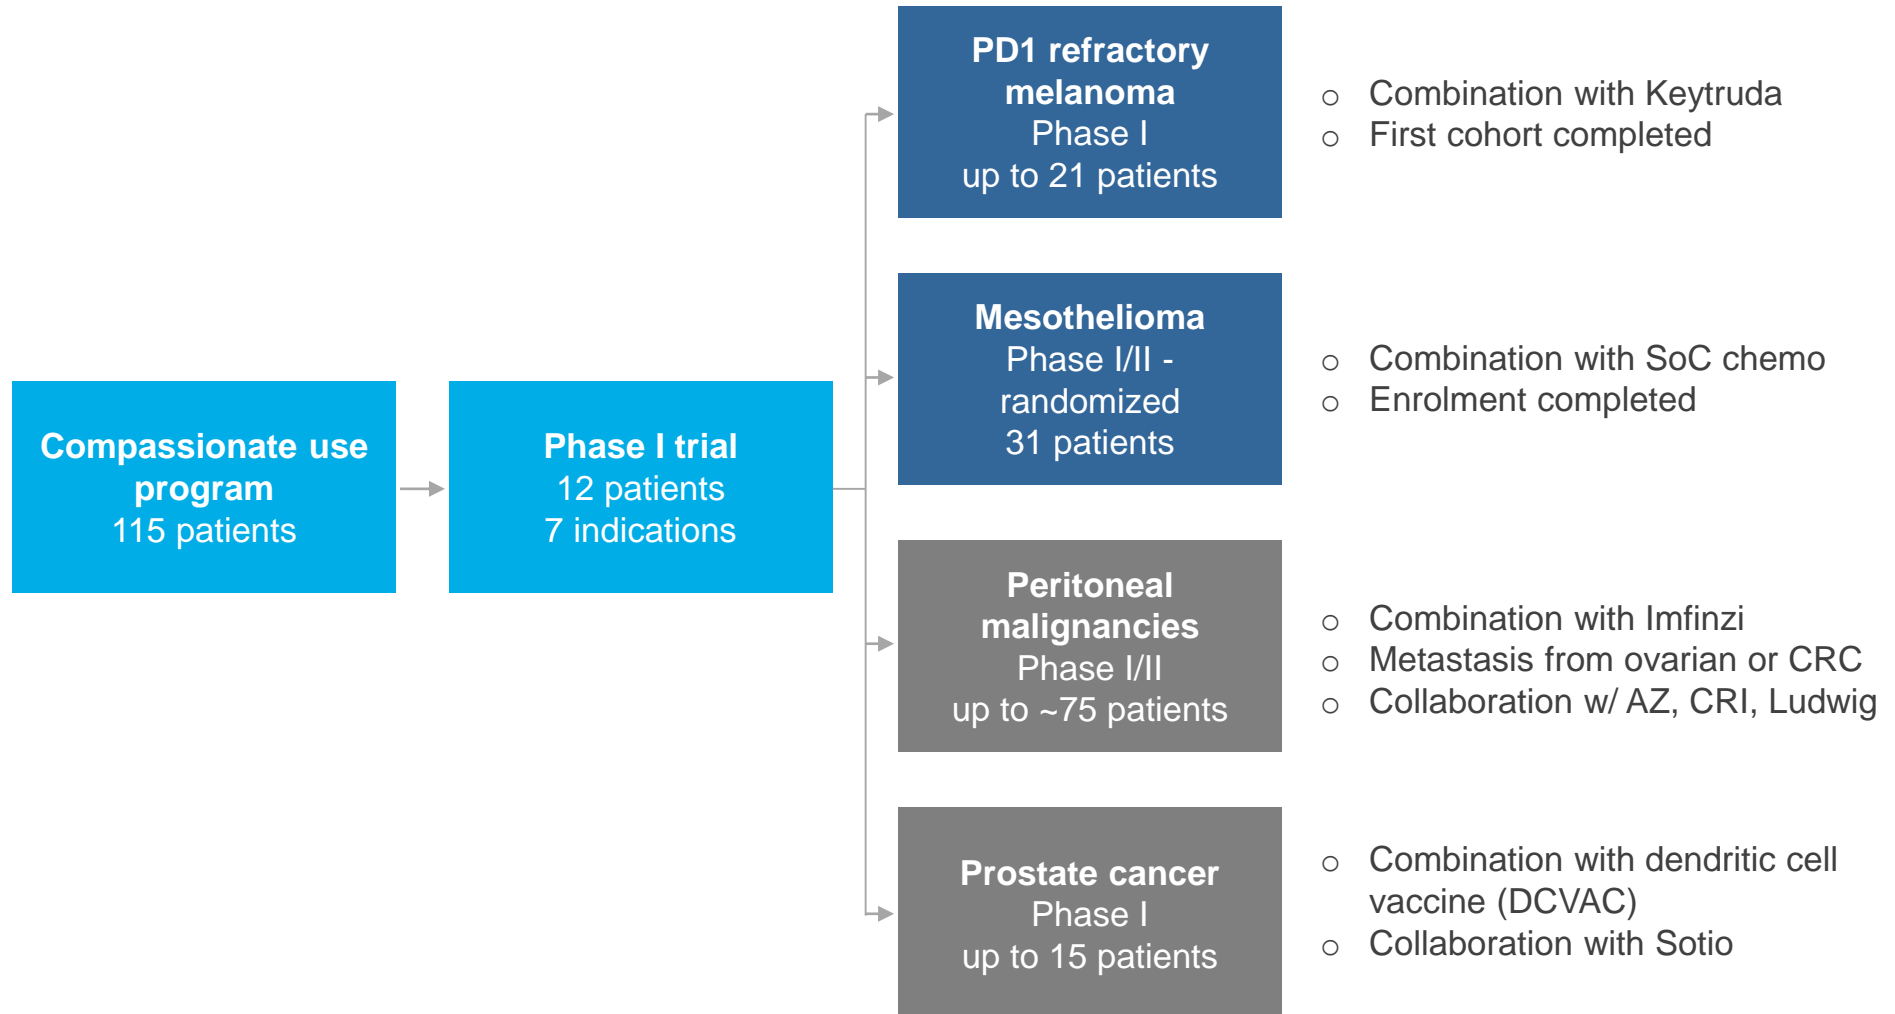 Compassionate use
program
115 patients
Phase I trial
12 patients
7 indications
PD1 refractory
melanoma
Phase I
up to 21 patients
○ Combination with Keytruda
○ First cohort completed
Mesothelioma
Phase I/II -
randomized
31 patients
○ Combination with SoC chemo
○ Enrolment completed
Peritoneal
malignancies
Phase I/II
up to ~75 patients
○ Combination with Imfinzi
○ Metastasis from ovarian or CRC
○ Collaboration w/ AZ, CRI, Ludwig
Prostate cancer
Phase I
up to 15 patients
○ Combination with dendritic cell
vaccine (DCVAC)
○ Collaboration with Sotio